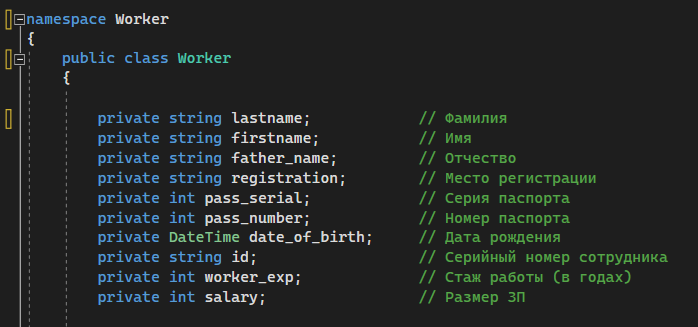 namespace Worker
{
public class Worker
{
private string lastname; // Фамилия
private string firstname; // Имя
private string father_name; // Отчество
private string registration; // Место регистрации
private int pass_serial; // Серия паспорта
private int pass_number; // Номер паспорта
private DateTime date_of_birth; // Дата рождения
private string id; // Серийный номер сотрудника
private int worker_exp; // Стаж работы (в годах)
private int salary; // Размер ЗП